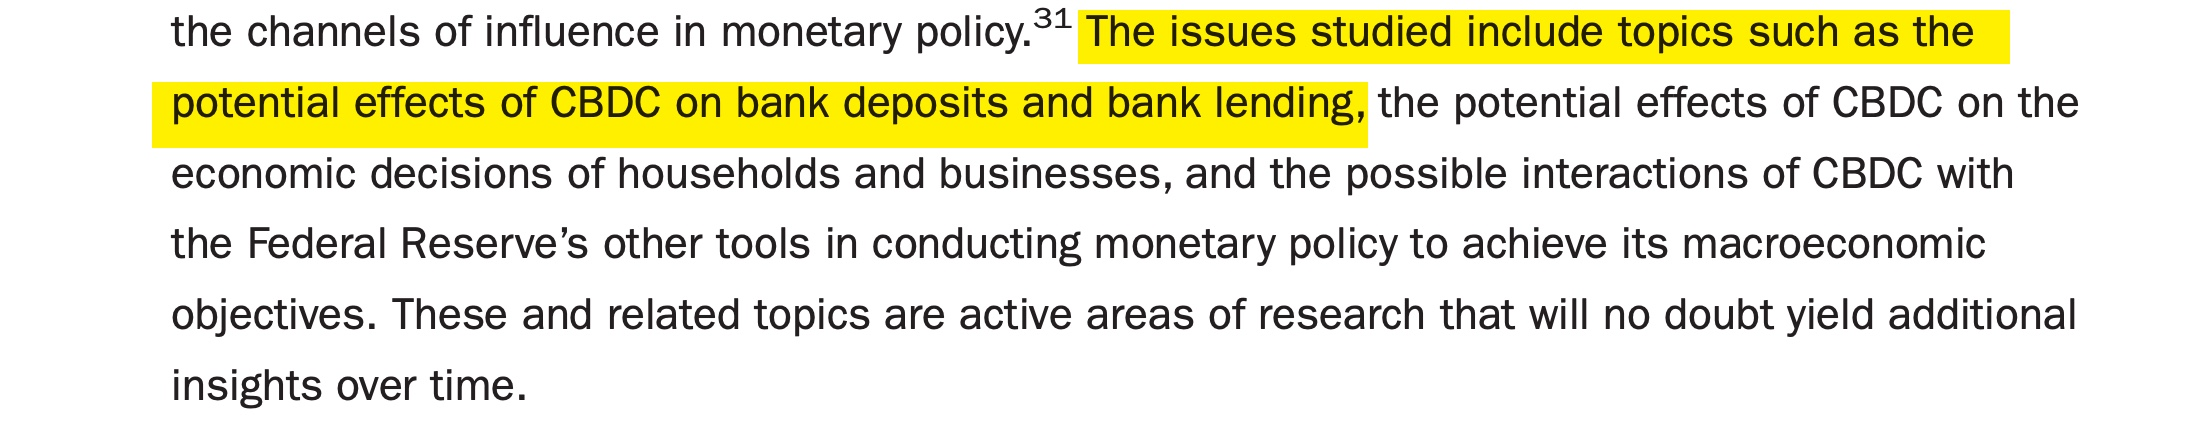 the channels of influence in monetary policy.³¹ The issues studied include topics such as the
potential effects of CBDC on bank deposits and bank lending, the potential effects of CBDC on the
economic decisions of households and businesses, and the possible interactions of CBDC with
the Federal Reserve’s other tools in conducting monetary policy to achieve its macroeconomic
objectives. These and related topics are active areas of research that will no doubt yield additional
insights over time.